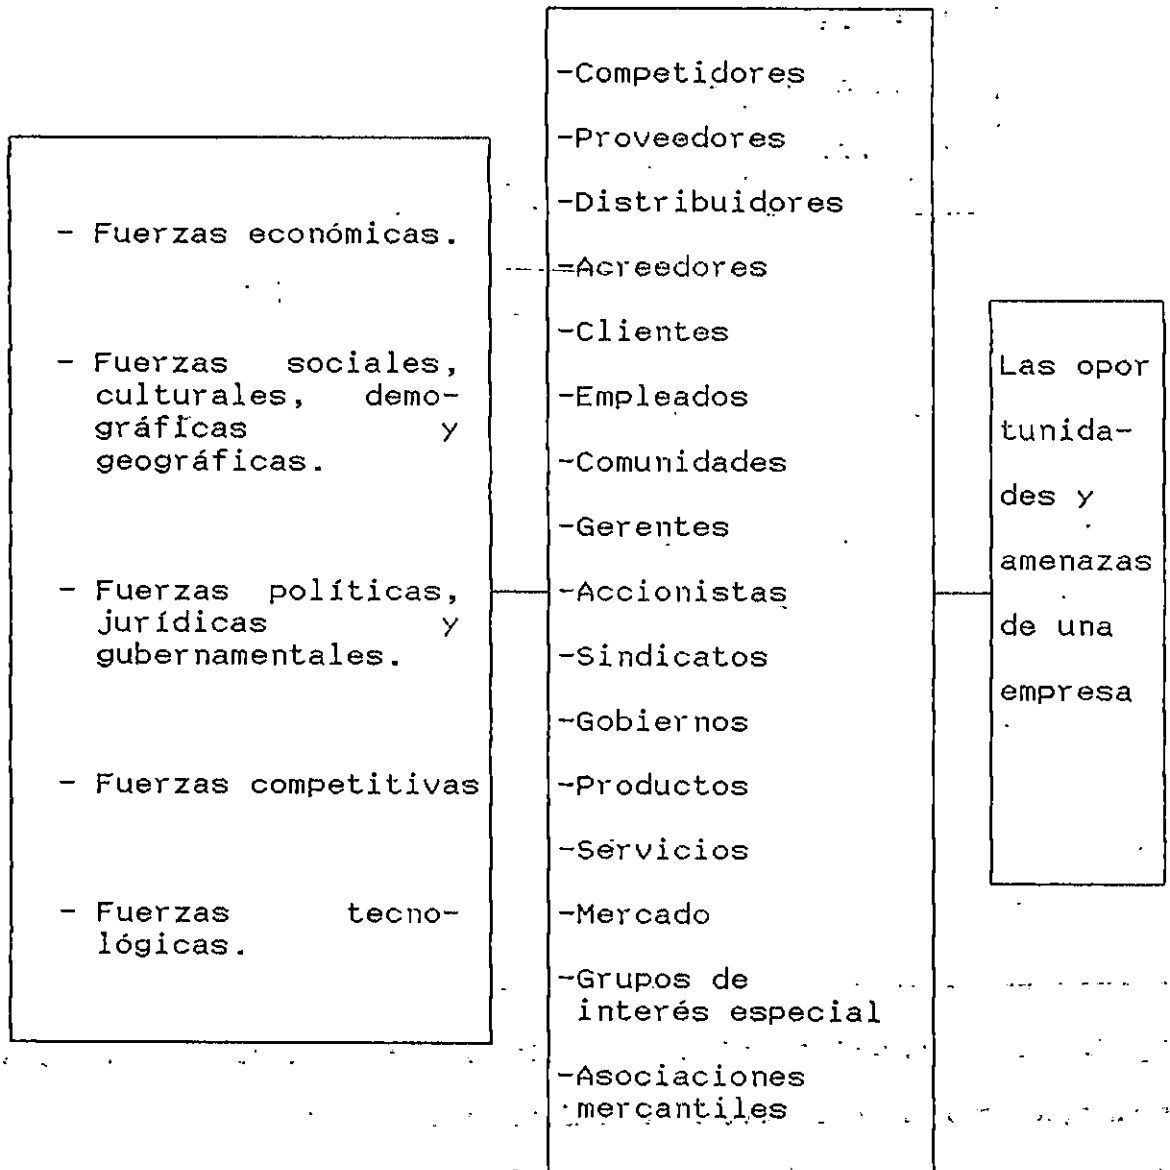 - Fuerzas económicas.
- Fuerzas sociales,
culturales, demo-
gráficas y
geográficas.
- Fuerzas políticas,
jurídicas y
gubernamentales.
- Fuerzas competitivas
- Fuerzas tecno-
lógicas.
-Competidores
-Proveedores
-Distribuidores
-Acreedores
-Clientes
-Empleados
-Comunidades
-Gerentes
-Accionistas
-Sindicatos
-Gobiernos
-Productos
-Servicios
-Mercado
-Grupos de
interés especial
-Asociaciones
mercantiles
Las opor
tunida-
des y
amenazas
de una
empresa